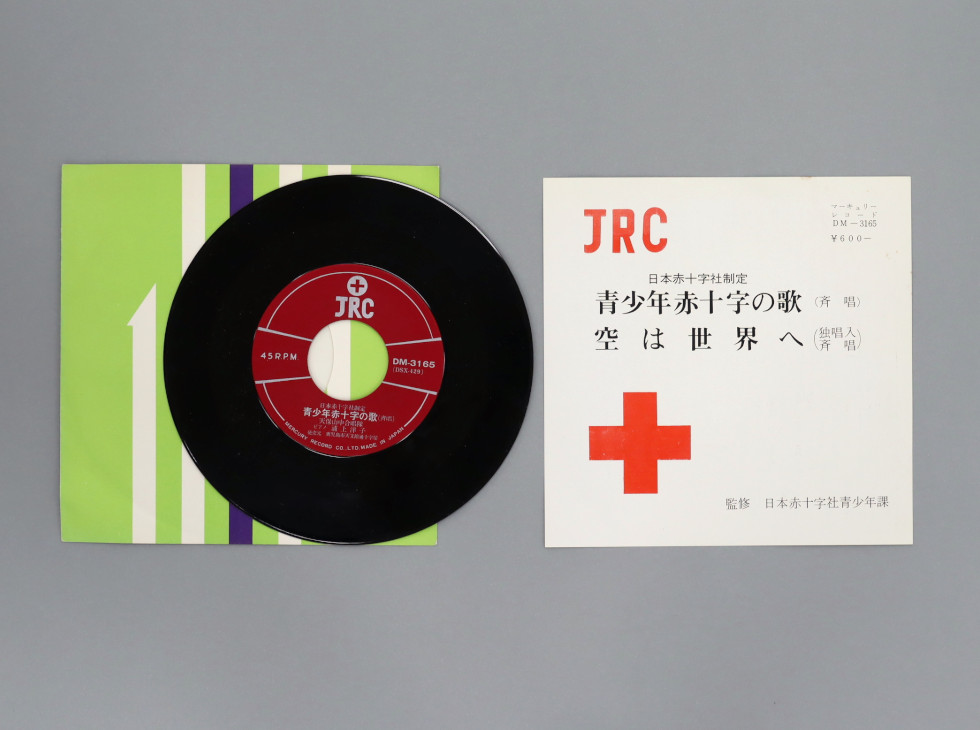 JRC
45 R.P.M.
DM-3165
(DSX-428)
日本赤十字社制定
青少年赤十字の歌(斉唱)
MERCURY RECORD CO.,LTD. MADE IN JAPAN
JRC
マーキュリー
レコード
DM－3165
¥600－
日本赤十字社制定
青少年赤十字の歌(斉唱)
空は世界へ(独唱入斉唱)
監修 日本赤十字社青少年課